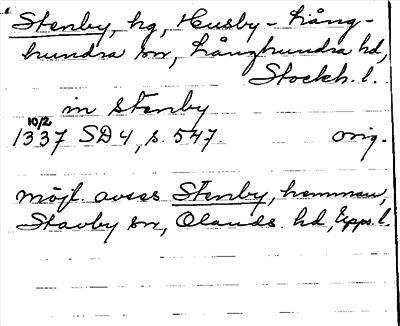 Stenby, hg, Husby-Lång-
hundra sn, Långhundra hd,
Stockh. l.
in Stenby
10/2
1337 SD 4, s. 547. orig.
möjl. avses Stenby, hemman,
Stavby sn, Olands hd, Upps. l.